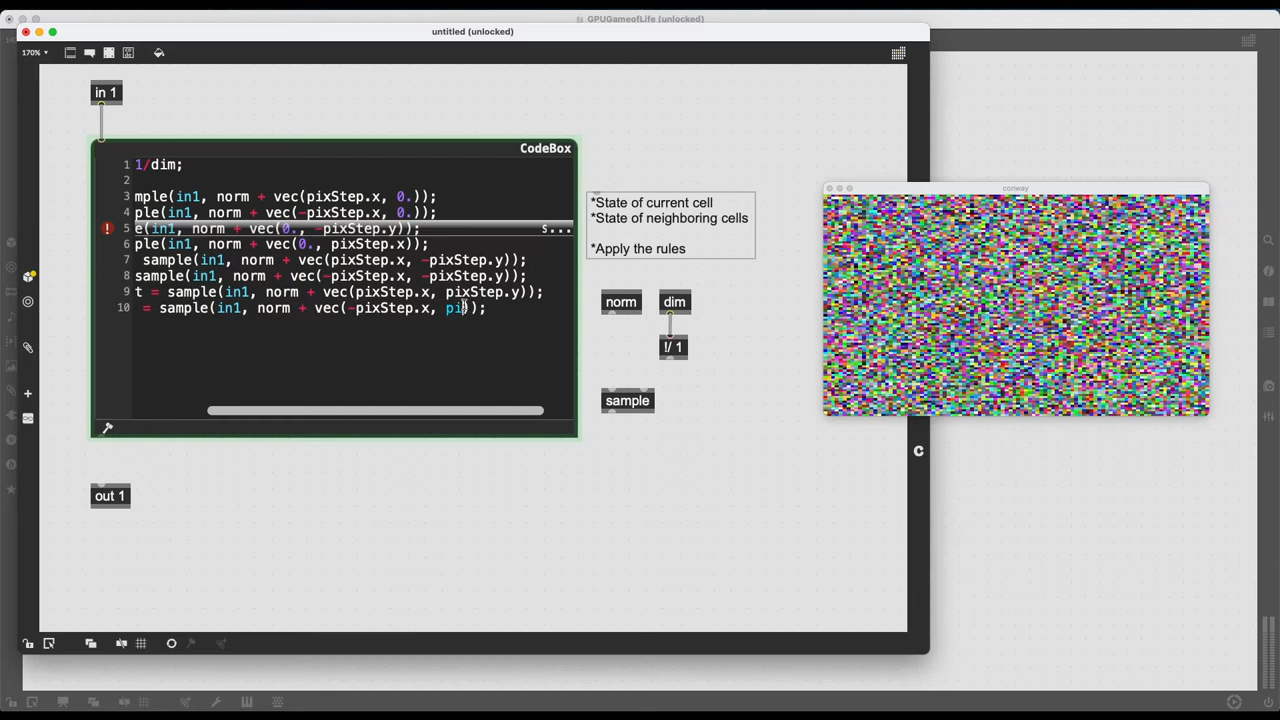 GPUGameofLife (unlocked)
untitled (unlocked)
170%
in 1
CodeBox
1 1/dim;
2
3 mple(in1, norm + vec(pixStep.x, 0.));
4 ple(in1, norm + vec(-pixStep.x, 0.));
5 e(in1, norm + vec(0., -pixStep.y)); s...
6 ple(in1, norm + vec(0., pixStep.x));
7 sample(in1, norm + vec(pixStep.x, -pixStep.y));
8 sample(in1, norm + vec(-pixStep.x, -pixStep.y));
9 t = sample(in1, norm + vec(pixStep.x, pixStep.y));
10 = sample(in1, norm + vec(-pixStep.x, pi));
*State of current cell
*State of neighboring cells
*Apply the rules
norm
dim
!/ 1
sample
out 1
conway